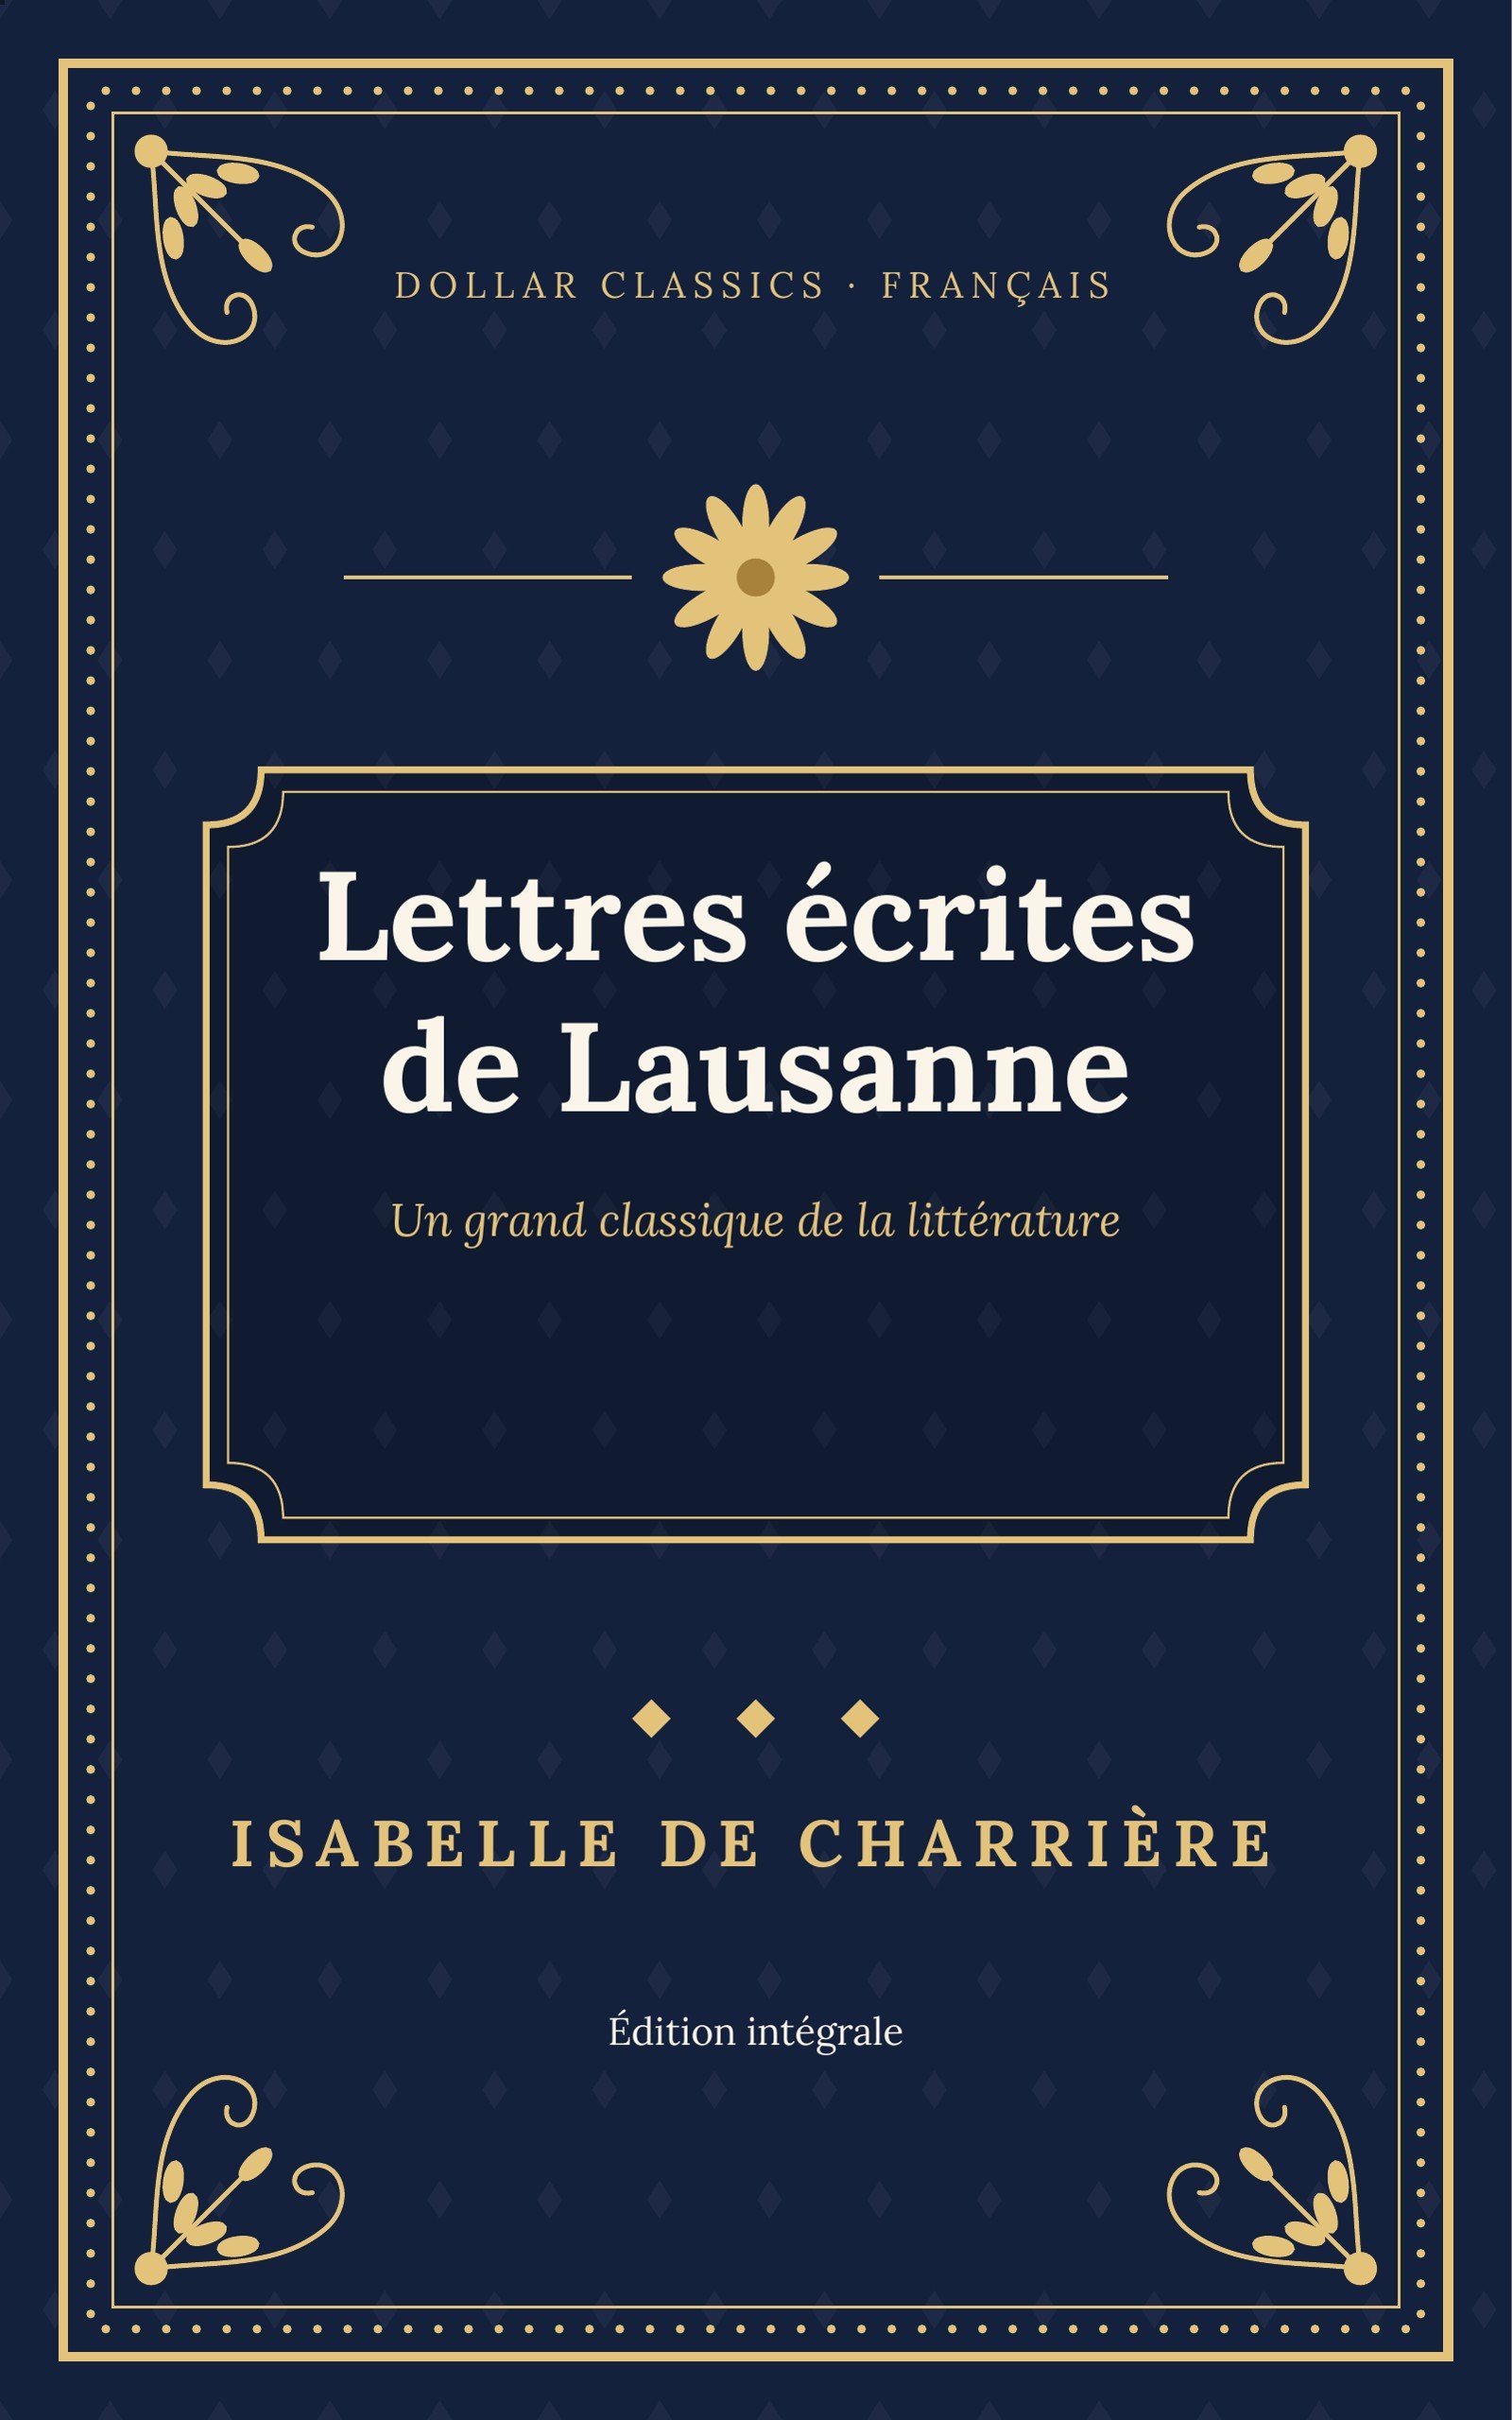 DOLLAR CLASSICS · FRANÇAIS
Lettres écrites
de Lausanne
Un grand classique de la littérature
ISABELLE DE CHARRIÈRE
Édition intégrale